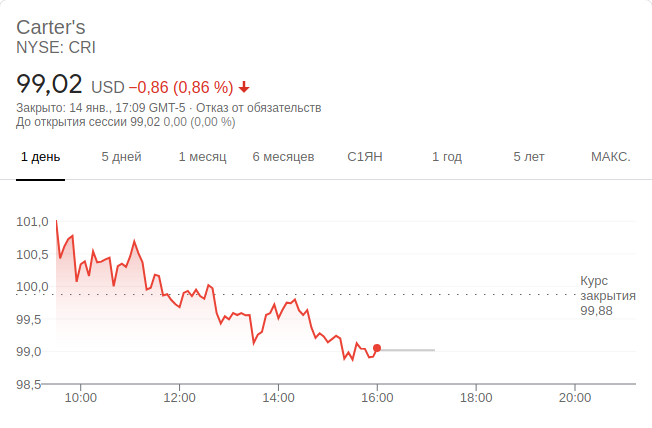 Carter's
NYSE: CRI
99,02 USD −0,86 (0,86 %)
Закрыто: 14 янв., 17:09 GMT-5 · Отказ от обязательств
До открытия сессии 99,02 0,00 (0,00 %)
1 день 5 дней 1 месяц 6 месяцев С1ЯН 1 год 5 лет МАКС.
101,0
100,5
100,0
99,5
99,0
98,5
Курс
закрытия
99,88
10:00 12:00 14:00 16:00 18:00 20:00